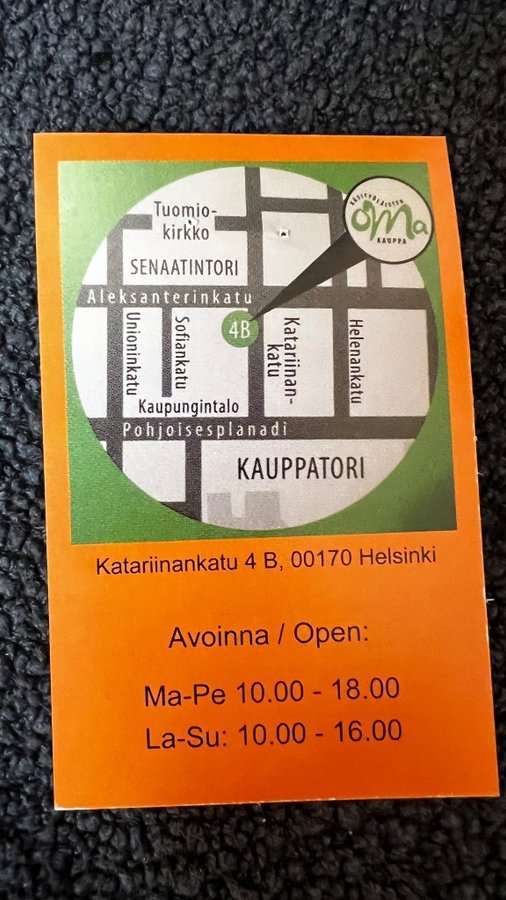 Tuomio-
kirkko
KÄSITYÖLÄISTEN
OMa
KAUPPA
SENAATINTORI
Aleksanterinkatu
4B
Unioninkatu
Sofiankatu
Katariinan-
katu
Helenankatu
Kaupungintalo
Pohjoisesplanadi
KAUPPATORI
Katariinankatu 4 B, 00170 Helsinki
Avoinna / Open:
Ma-Pe 10.00 - 18.00
La-Su: 10.00 - 16.00